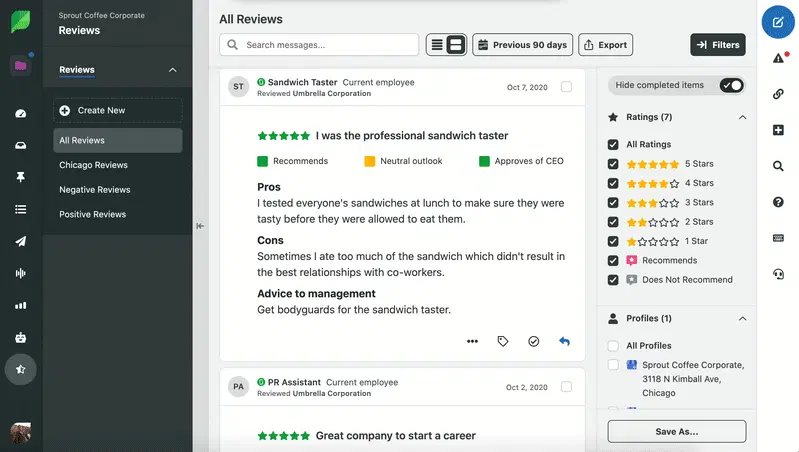 Sprout Coffee Corporate
Reviews
Reviews
Create New
All Reviews
Chicago Reviews
Negative Reviews
Positive Reviews
All Reviews
Search messages...
Previous 90 days
Export
Filters
ST
Sandwich Taster Current employee
Reviewed Umbrella Corporation
Oct 7, 2020
I was the professional sandwich taster
Recommends
Neutral outlook
Approves of CEO
Pros
I tested everyone's sandwiches at lunch to make sure they were
tasty before they were allowed to eat them.
Cons
Sometimes I ate too much of the sandwich which didn't result in
the best relationships with co-workers.
Advice to management
Get bodyguards for the sandwich taster.
PA
PR Assistant Current employee
Reviewed Umbrella Corporation
Oct 2, 2020
Great company to start a career
Hide completed items
Ratings (7)
All Ratings
5 Stars
4 Stars
3 Stars
2 Stars
1 Star
Recommends
Does Not Recommend
Profiles (1)
All Profiles
Sprout Coffee Corporate,
3118 N Kimball Ave,
Chicago
Save As...